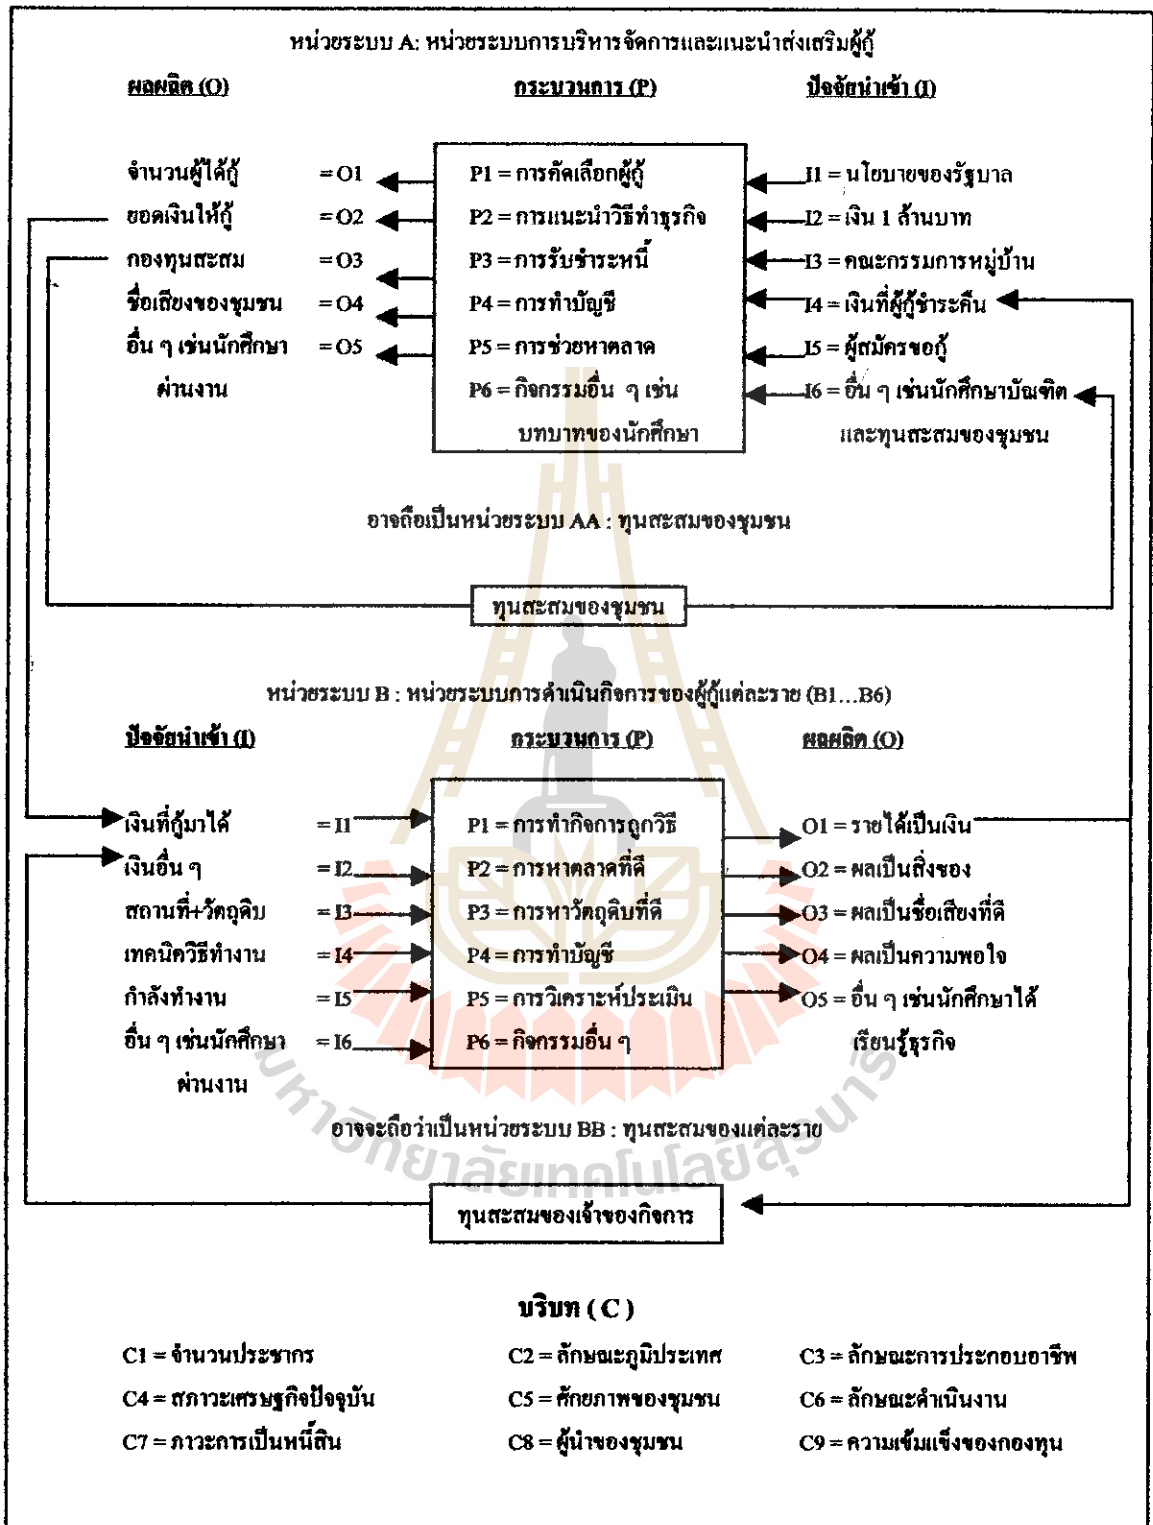 หน่วยระบบ A: หน่วยระบบการบริหารจัดการและแนะนำส่งเสริมผู้กู้
ผลผลิต (O) กระบวนการ (P) ปัจจัยนำเข้า (I)
จำนวนผู้ได้กู้ = O1 P1 = การคัดเลือกผู้กู้ I1 = นโยบายของรัฐบาล
ยอดเงินให้กู้ = O2 P2 = การแนะนำวิธีทำธุรกิจ I2 = เงิน 1 ล้านบาท
กองทุนสะสม = O3 P3 = การรับชำระหนี้ I3 = คณะกรรมการหมู่บ้าน
ชื่อเสียงของชุมชน = O4 P4 = การทำบัญชี I4 = เงินที่ผู้กู้ชำระคืน
อื่น ๆ เช่นนักศึกษา = O5 P5 = การช่วยหาตลาด I5 = ผู้สมัครขอกู้
ผ่านงาน P6 = กิจกรรมอื่น ๆ เช่น I6 = อื่น ๆ เช่นนักศึกษาบัณฑิต
บทบาทของนักศึกษา และทุนสะสมของชุมชน
อาจถือเป็นหน่วยระบบ AA : ทุนสะสมของชุมชน
ทุนสะสมของชุมชน
หน่วยระบบ B : หน่วยระบบการดำเนินกิจการของผู้กู้แต่ละราย (B1...B6)
ปัจจัยนำเข้า (I) กระบวนการ (P) ผลผลิต (O)
เงินที่กู้มาได้ = I1 P1 = การทำกิจการถูกวิธี O1 = รายได้เป็นเงิน
เงินอื่น ๆ = I2 P2 = การหาตลาดที่ดี O2 = ผลเป็นสิ่งของ
สถานที่+วัตถุดิบ = I3 P3 = การหาวัตถุดิบที่ดี O3 = ผลเป็นชื่อเสียงที่ดี
เทคนิควิธีทำงาน = I4 P4 = การทำบัญชี O4 = ผลเป็นความพอใจ
กำลังทำงาน = I5 P5 = การวิเคราะห์ประเมิน O5 = อื่น ๆ เช่นนักศึกษาได้
อื่น ๆ เช่นนักศึกษา = I6 P6 = กิจกรรมอื่น ๆ เรียนรู้ธุรกิจ
ผ่านงาน
อาจจะถือว่าเป็นหน่วยระบบ BB : ทุนสะสมของแต่ละราย
มหาวิทยาลัยเทคโนโลยีสุรนารี
ทุนสะสมของเจ้าของกิจการ
บริบท ( C )
C1 = จำนวนประชากร C2 = ลักษณะภูมิประเทศ C3 = ลักษณะการประกอบอาชีพ
C4 = สภาวะเศรษฐกิจปัจจุบัน C5 = ศักยภาพของชุมชน C6 = ลักษณะดำเนินงาน
C7 = ภาวะการเป็นหนี้สิน C8 = ผู้นำของชุมชน C9 = ความเข้มแข็งของกองทุน